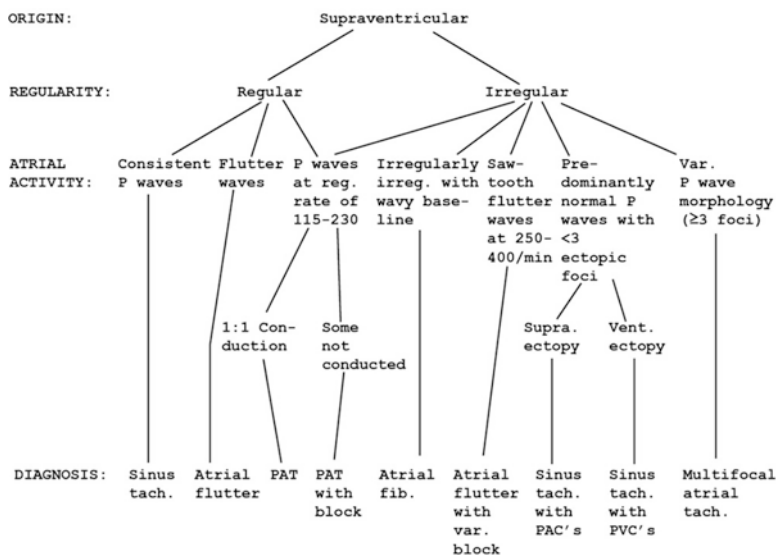 ORIGIN: Supraventricular
REGULARITY: Regular Irregular
ATRIAL Consistent Flutter P waves Irregularly Saw- Pre- Var.
ACTIVITY: P waves waves at reg. irreg. with tooth dominantly P wave
rate of wavy base- flutter normal P morphology
115-230 line waves waves with (≥3 foci)
at 250- <3
400/min ectopic
foci
1:1 Con- Some Supra. Vent.
duction not ectopy ectopy
conducted
DIAGNOSIS: Sinus Atrial PAT PAT Atrial Atrial Sinus Sinus Multifocal
tach. flutter with fib. flutter tach. tach. atrial
block with with with tach.
var. PAC's PVC's
block